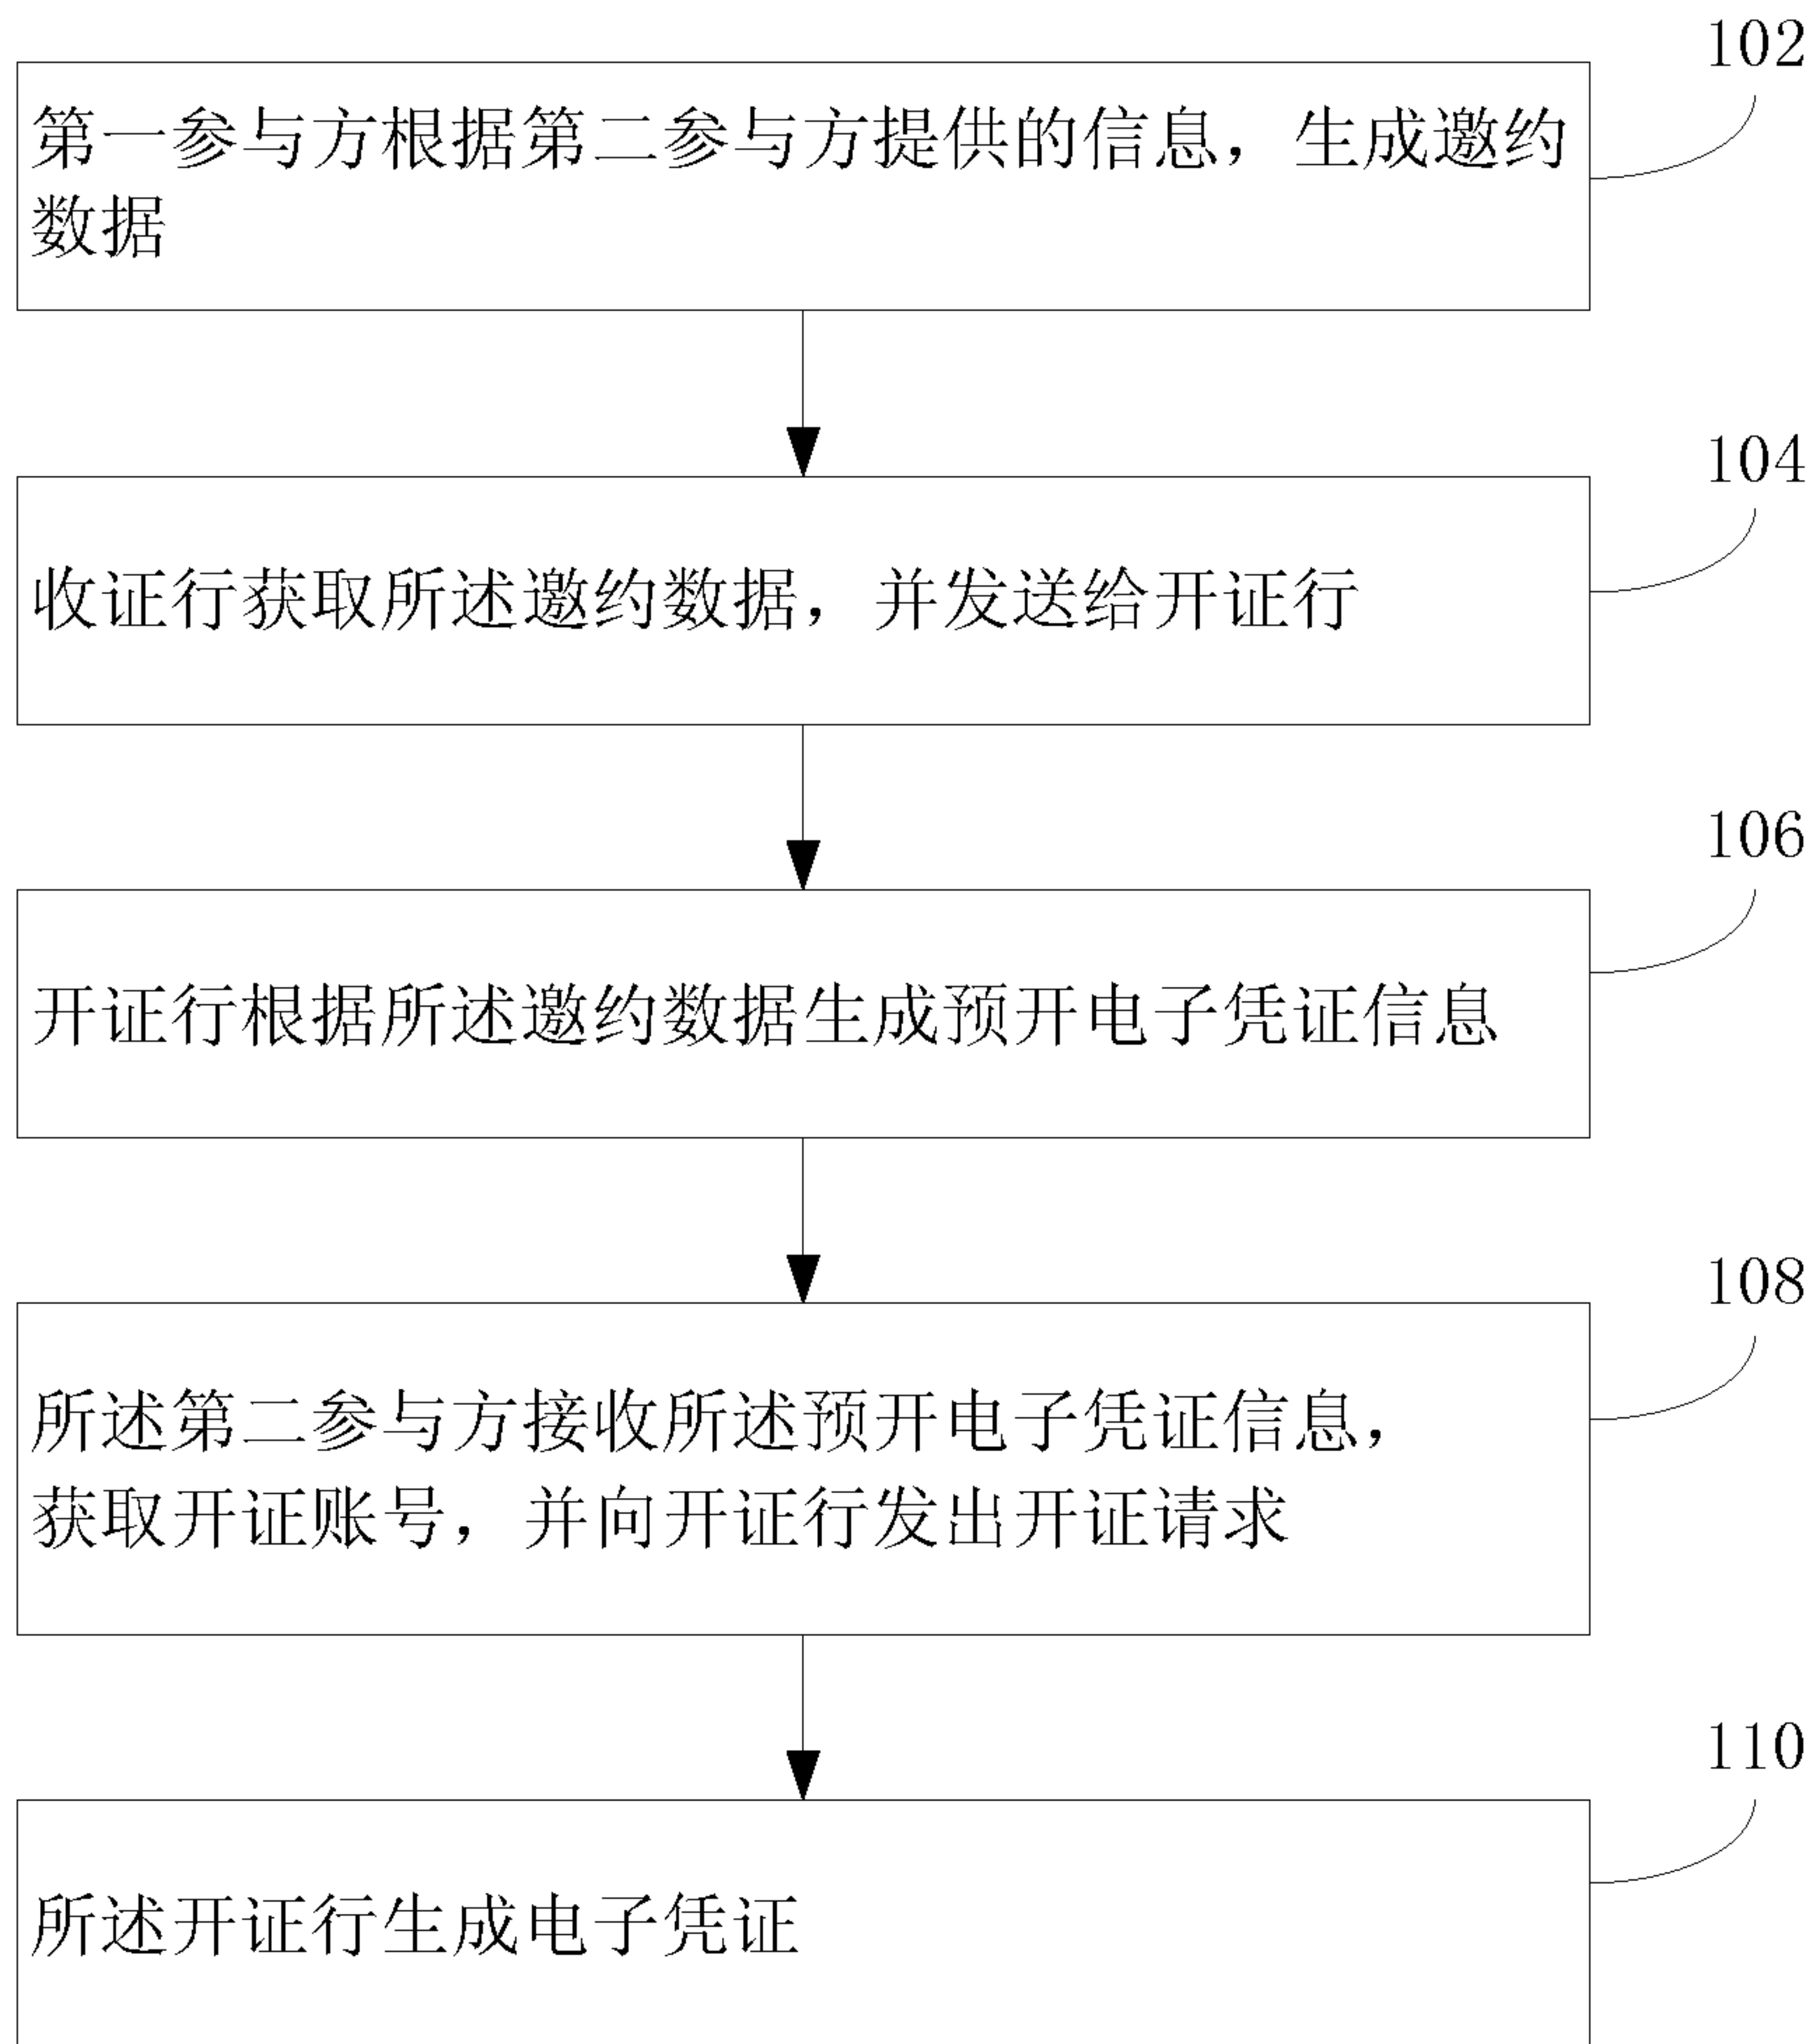 102
第一参与方根据第二参与方提供的信息，生成邀约
数据
104
收证行获取所述邀约数据，并发送给开证行
106
开证行根据所述邀约数据生成预开电子凭证信息
108
所述第二参与方接收所述预开电子凭证信息，
获取开证账号，并向开证行发出开证请求
110
所述开证行生成电子凭证